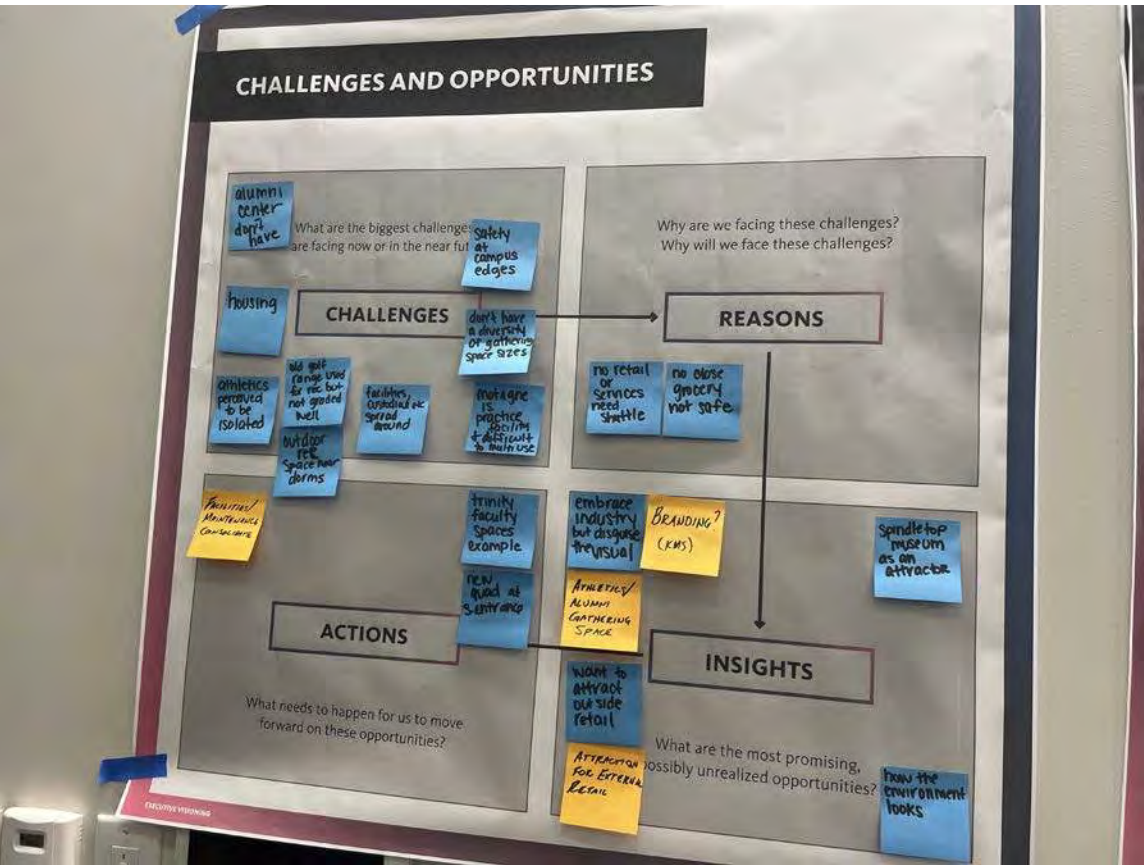 CHALLENGES AND OPPORTUNITIES
alumni
center
don't
have
What are the biggest challenges
are facing now or in the near fut
safety
at
campus
edges
housing
CHALLENGES
don't have
a diversity
of gathering
space sizes
athletics
perceived
to be
isolated
old golf
range used
for rec but
not graded
well
facilities,
custodial etc
spread
around
motagne
is
practice
facility
& difficult
to multi use
outdoor
rec
space near
dorms
Why are we facing these challenges?
Why will we face these challenges?
REASONS
no retail
or
services
need
shuttle
no close
grocery
not safe
FACILITIES/
MAINTENANCE
CONSOLIDATE
trinity
faculty
spaces
example
new
quad at
s entrance
ACTIONS
What needs to happen for us to move
forward on these opportunities?
embrace
industry
but disguise
the visual
BRANDING?
(KMS)
Spindletop
museum
as an
attractor
ATHLETICS/
ALUMNI
GATHERING
SPACE
INSIGHTS
want to
attract
outside
retail
What are the most promising,
possibly unrealized opportunities?
ATTRACTION
FOR EXTERNAL
RETAIL
how the
environment
looks
EXECUTIVE VISIONING